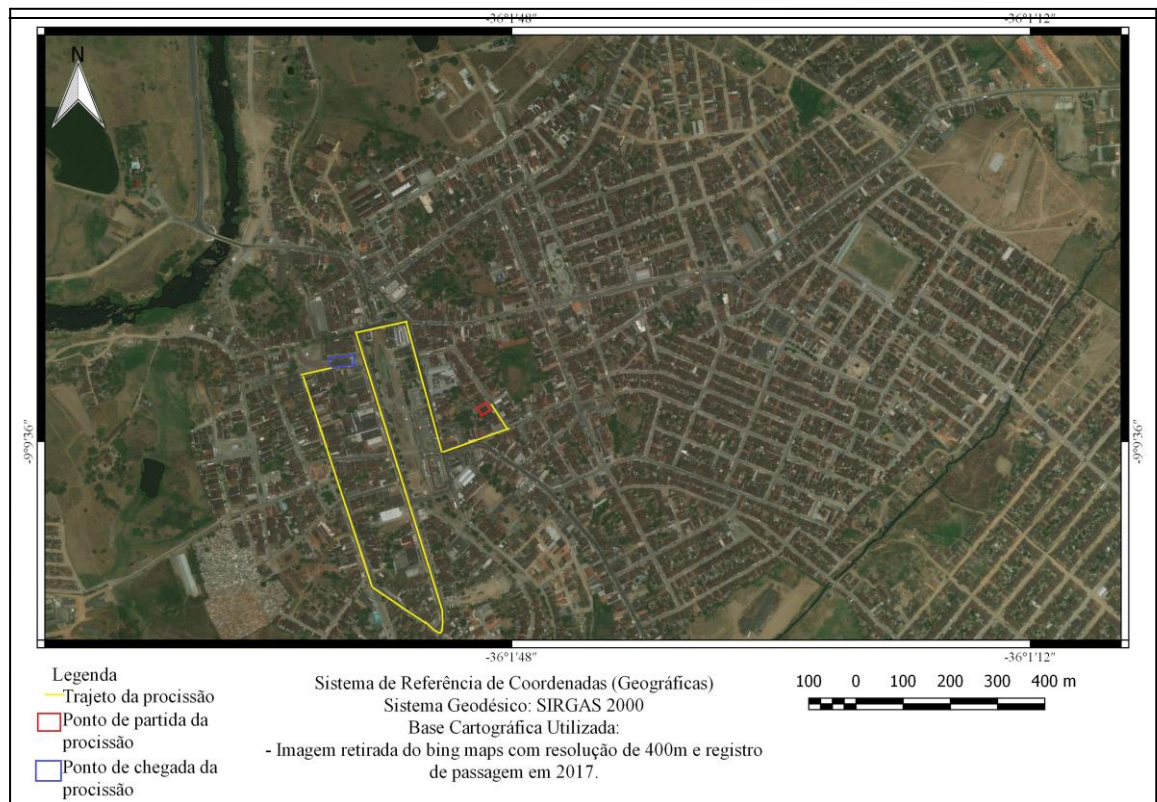 -36°1'48" -36°1'12"
N
-9°9'36" -9°9'36"
-36°1'48" -36°1'12"
Legenda
Trajeto da procissão
Ponto de partida da
procissão
Ponto de chegada da
procissão
Sistema de Referência de Coordenadas (Geográficas)
Sistema Geodésico: SIRGAS 2000
Base Cartográfica Utilizada:
- Imagem retirada do bing maps com resolução de 400m e registro
de passagem em 2017.
100 0 100 200 300 400 m